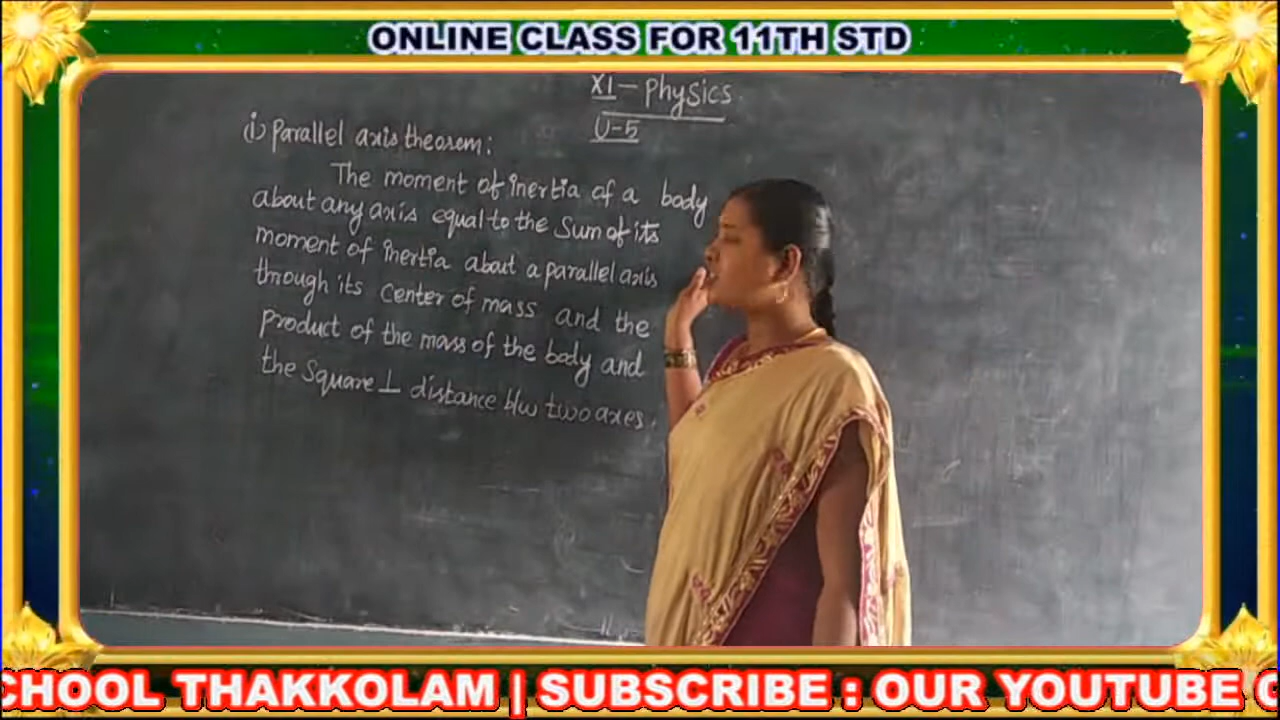 ONLINE CLASS FOR 11TH STD
XI - Physics
U-5
(i) Parallel axis theorem:
The moment of inertia of a body
about any axis equal to the Sum of its
moment of inertia about a parallel axis
through its center of mass and the
product of the mass of the body and
the Square ⊥ distance b/w two axes.
CHOOL THAKKOLAM | SUBSCRIBE : OUR YOUTUBE C